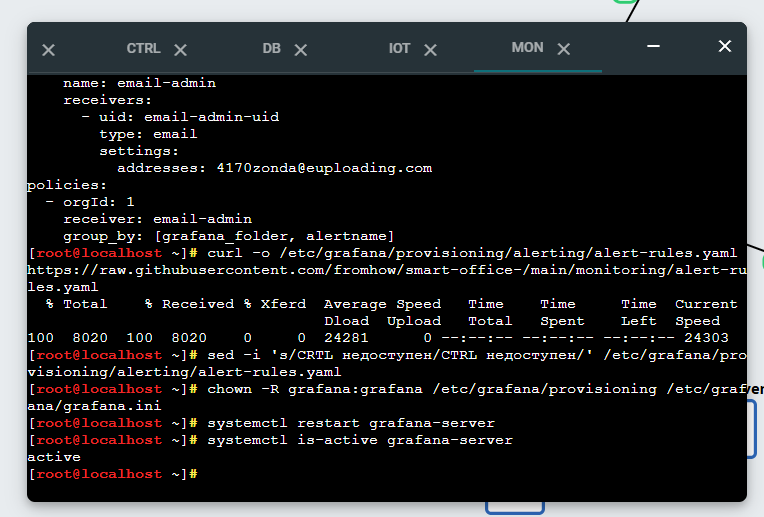 CTRL DB IOT MON
name: email-admin
receivers:
- uid: email-admin-uid
type: email
settings:
addresses: 4170zonda@euploading.com
policies:
- orgId: 1
receiver: email-admin
group_by: [grafana_folder, alertname]
[root@localhost ~]# curl -o /etc/grafana/provisioning/alerting/alert-rules.yaml
https://raw.githubusercontent.com/fromhow/smart-office-/main/monitoring/alert-ru
les.yaml
% Total % Received % Xferd Average Speed Time Time Time Current
Dload Upload Total Spent Left Speed
100 8020 100 8020 0 0 24281 0 --:--:-- --:--:-- --:--:-- 24303
[root@localhost ~]# sed -i 's/CRTL недоступен/CTRL недоступен/' /etc/grafana/pro
visioning/alerting/alert-rules.yaml
[root@localhost ~]# chown -R grafana:grafana /etc/grafana/provisioning /etc/graf
ana/grafana.ini
[root@localhost ~]# systemctl restart grafana-server
[root@localhost ~]# systemctl is-active grafana-server
active
[root@localhost ~]#